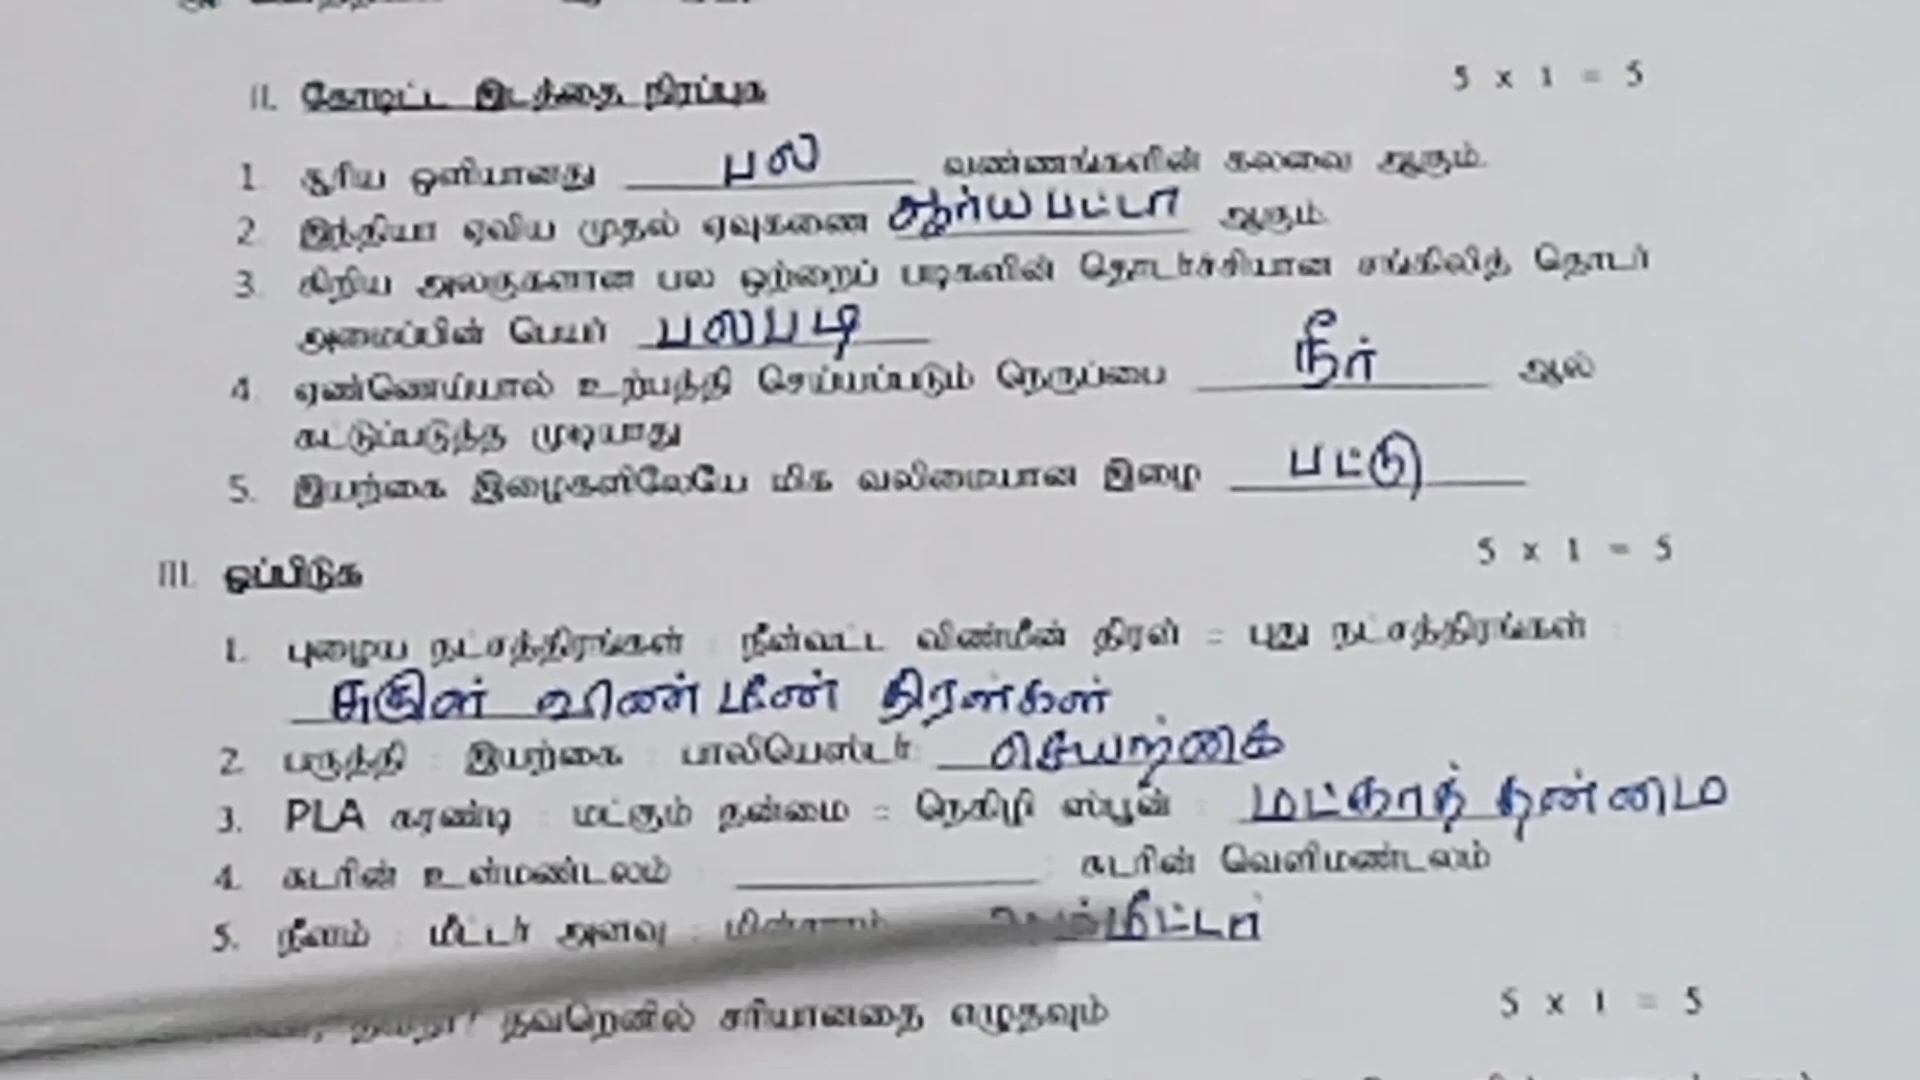 II. கோடிட்ட இடத்தை நிரப்புக 5 x 1 = 5
1. சூரிய ஒளியானது பல வண்ணங்களின் கலவை ஆகும்.
2. இந்தியா ஏவிய முதல் ஏவுகணை ஆர்யபட்டா ஆகும்.
3. சிறிய அலகுகளான பல ஒற்றைப் படிகளின் தொடர்ச்சியான சங்கிலித் தொடர்
அமைப்பின் பெயர் பலபடி
4. ஏண்ணெய்யால் உற்பத்தி செய்யப்படும் நெருப்பை நீர் ஆல்
கட்டுப்படுத்த முடியாது
5. இயற்கை இழைகளிலேயே மிக வலிமையான இழை பட்டு
III. ஒப்பிடுக 5 x 1 = 5
1. புழைய நட்சத்திரங்கள் : நீள்வட்ட விண்மீன் திரள் :: புது நட்சத்திரங்கள் :
சுருள் விண்மீன் திரள்கள்
2. பருத்தி : இயற்கை : பாலியெஸ்டர்: செயற்கை
3. PLA கரண்டி : மட்கும் தன்மை :: நெகிழி ஸ்பூன் : மட்காத் தன்மை
4. சுடரின் உள்மண்டலம் : சுடரின் வெளிமண்டலம்
5. நீளம் : மீட்டர் அளவு :
தவறெனில் சரியானதை எழுதவும் 5 x 1 = 5